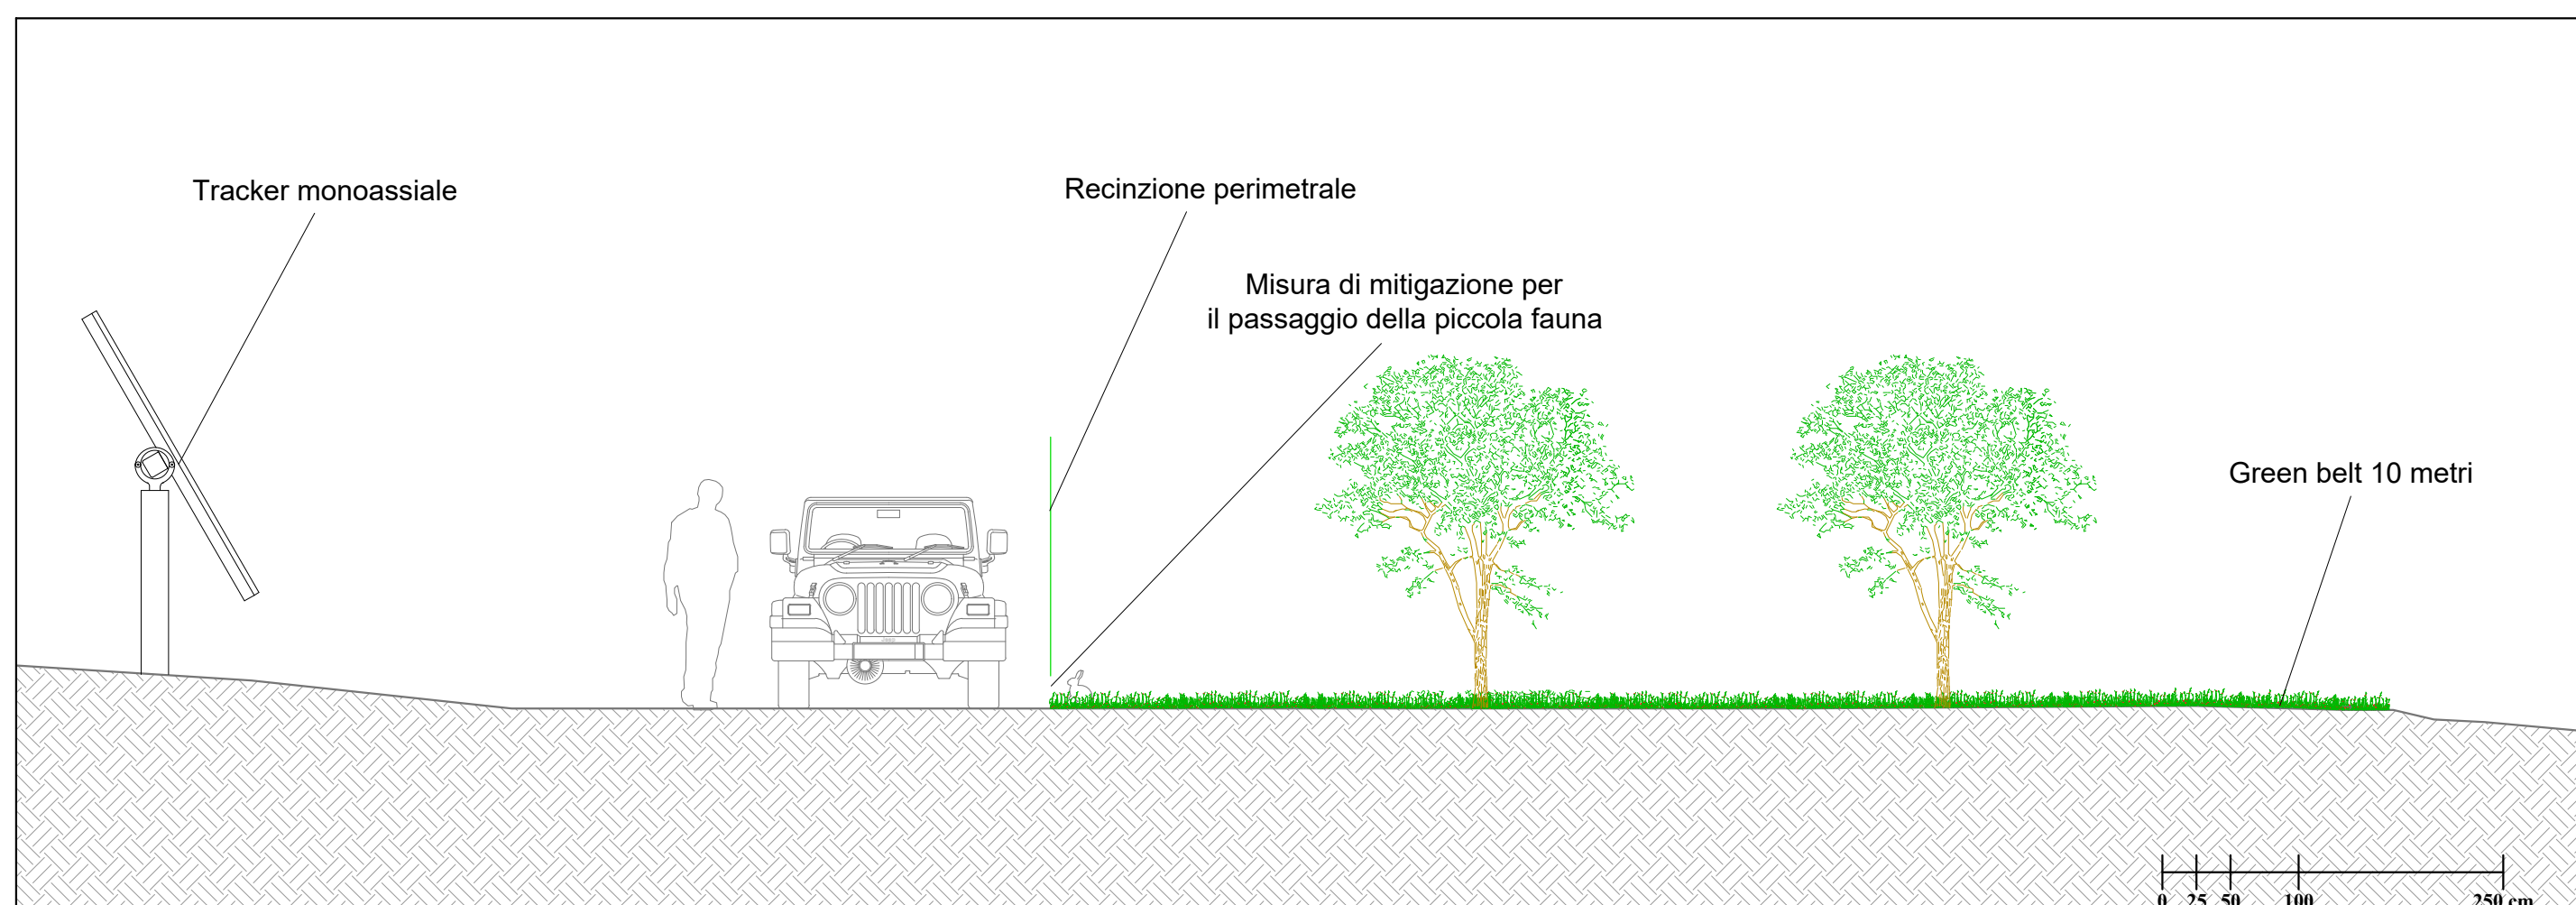 Tracker monoassiale
Recinzione perimetrale
Misura di mitigazione per
il passaggio della piccola fauna
Green belt 10 metri
0 25 50 100 250 cm